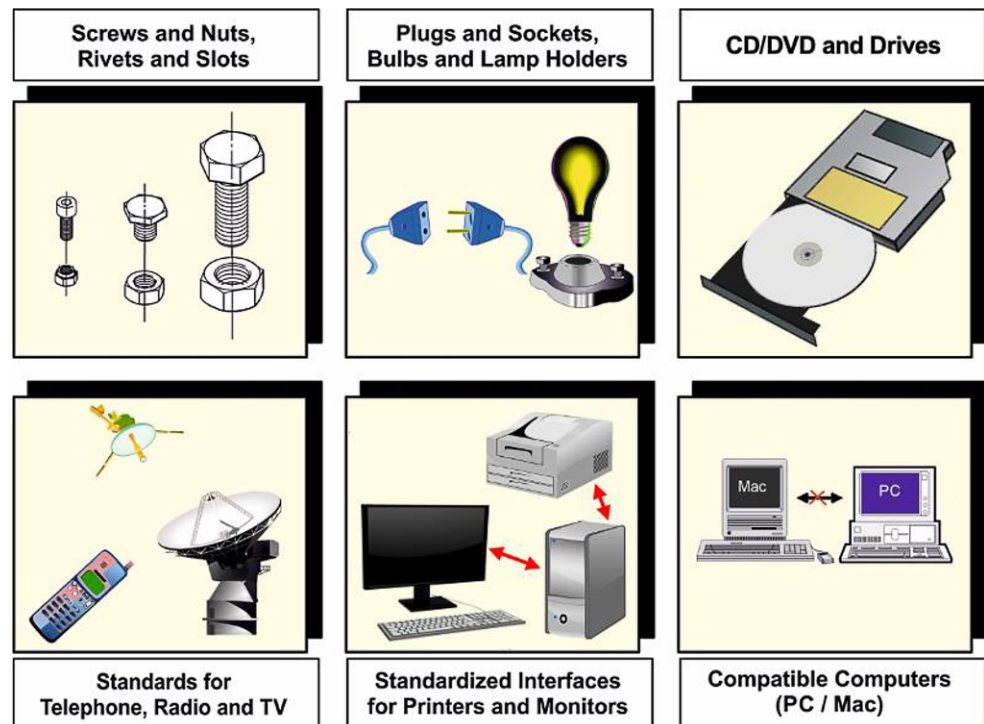 Screws and Nuts,
Rivets and Slots
Plugs and Sockets,
Bulbs and Lamp Holders
CD/DVD and Drives
Mac
PC
Standards for
Telephone, Radio and TV
Standardized Interfaces
for Printers and Monitors
Compatible Computers
(PC / Mac)